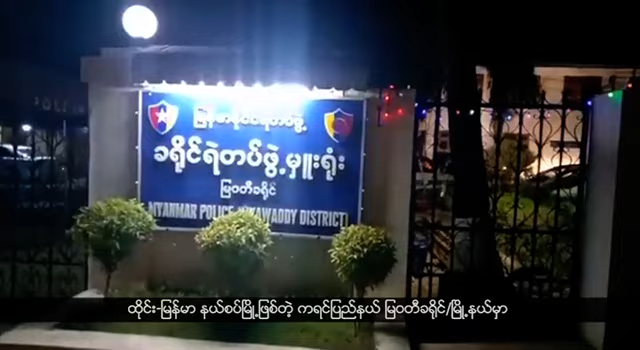 မြန်မာနိုင်ငံရဲတပ်ဖွဲ့
ခရိုင်ရဲတပ်ဖွဲ့မှူးရုံး
မြဝတီခရိုင်
MYANMAR POLICE MYAWADDY DISTRICT
ထိုင်း-မြန်မာ နယ်စပ်မြို့ဖြစ်တဲ့ ကရင်ပြည်နယ် မြဝတီခရိုင်/မြို့နယ်မှာ